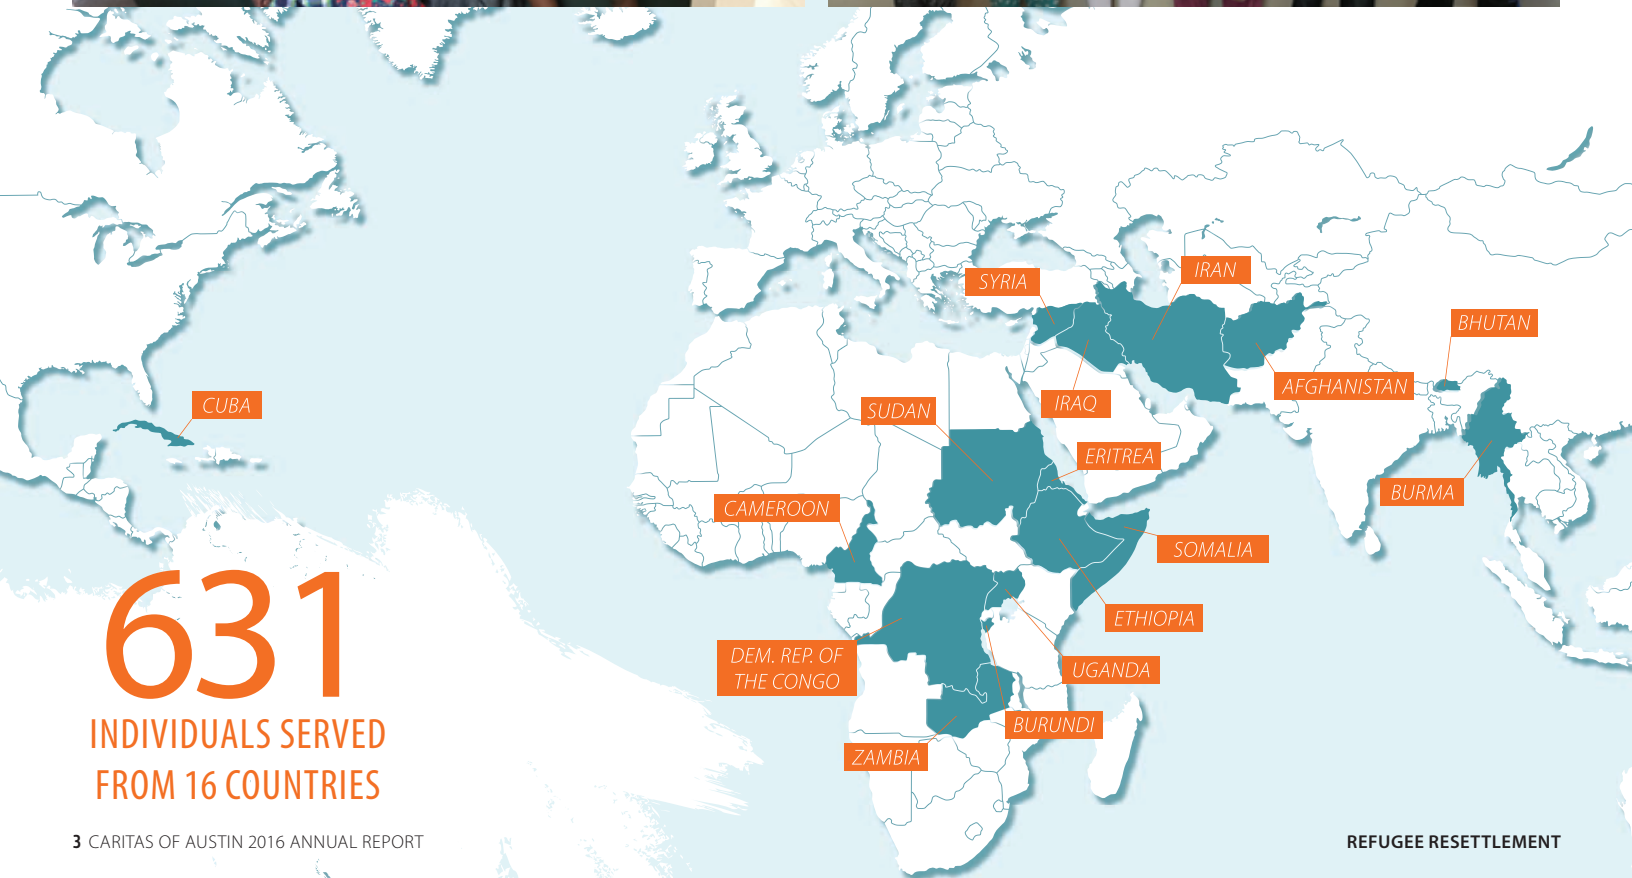 IRAN
SYRIA
BHUTAN
AFGHANISTAN
CUBA
IRAQ
SUDAN
ERITREA
BURMA
CAMEROON
SOMALIA
ETHIOPIA
DEM. REP. OF
THE CONGO
UGANDA
BURUNDI
ZAMBIA
631
INDIVIDUALS SERVED
FROM 16 COUNTRIES
3 CARITAS OF AUSTIN 2016 ANNUAL REPORT
REFUGEE RESETTLEMENT